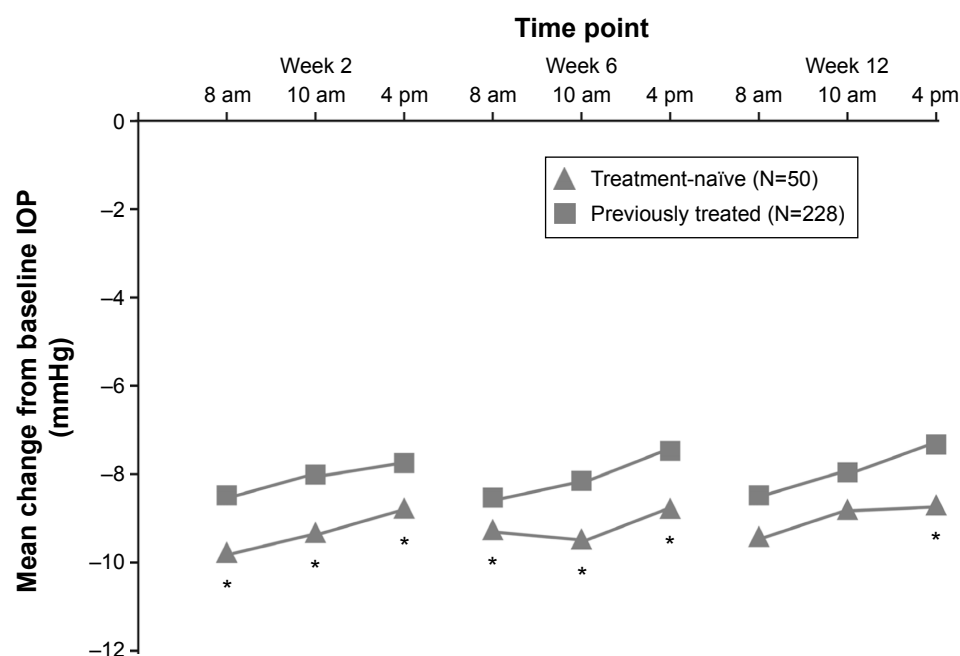 Time point
Week 2 Week 6 Week 12
8 am 10 am 4 pm 8 am 10 am 4 pm 8 am 10 am 4 pm
0
–2
–4
–6
–8
–10
–12
Mean change from baseline IOP
(mmHg)
Treatment-naïve (N=50)
Previously treated (N=228)
* * * * * * *